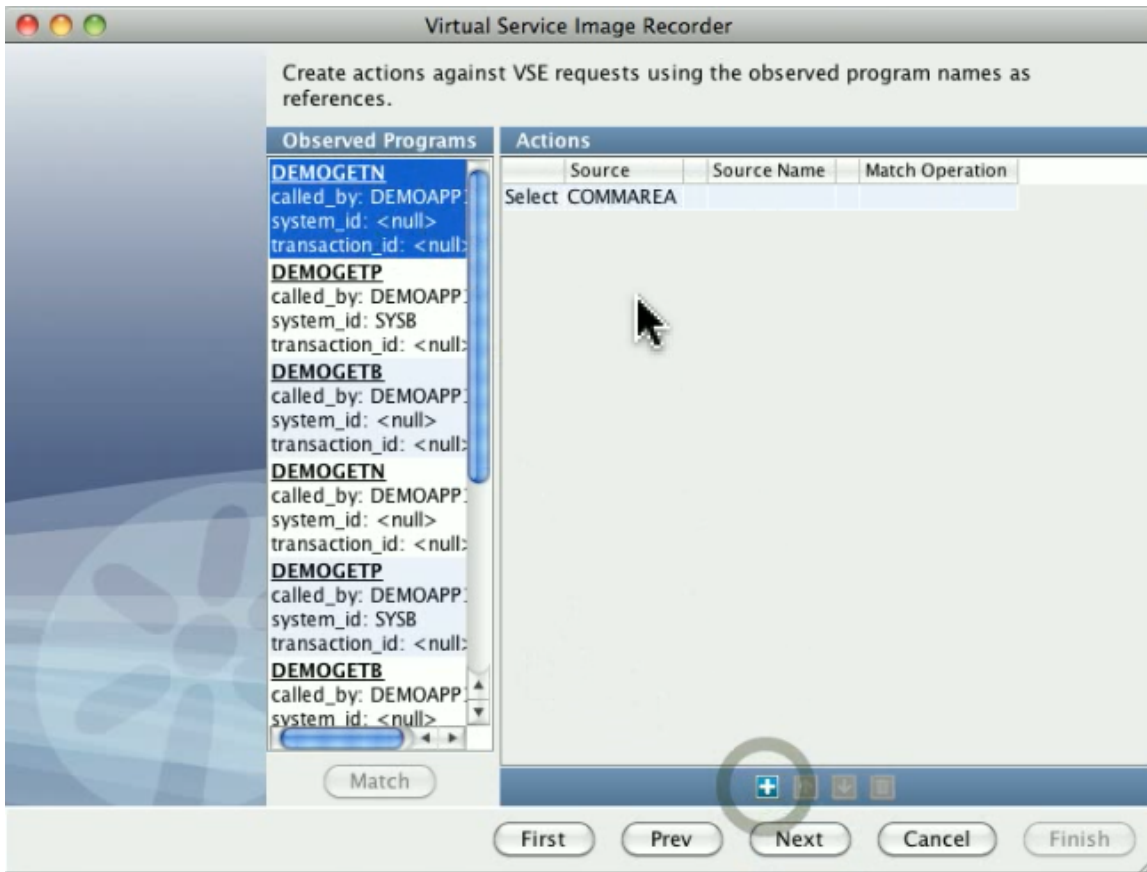 Virtual Service Image Recorder
Create actions against VSE requests using the observed program names as
references.
Observed Programs
DEMOGETN
called_by: DEMOAPP
system_id: <null>
transaction_id: <null>
DEMOGETP
called_by: DEMOAPP
system_id: SYSB
transaction_id: <null>
DEMOGETB
called_by: DEMOAPP
system_id: <null>
transaction_id: <null>
DEMOGETN
called_by: DEMOAPP
system_id: <null>
transaction_id: <null>
DEMOGETP
called_by: DEMOAPP
system_id: SYSB
transaction_id: <null>
DEMOGETB
called_by: DEMOAPP
system_id: <null>
Match
Actions
Source Source Name Match Operation
Select COMMAREA
First Prev Next Cancel Finish